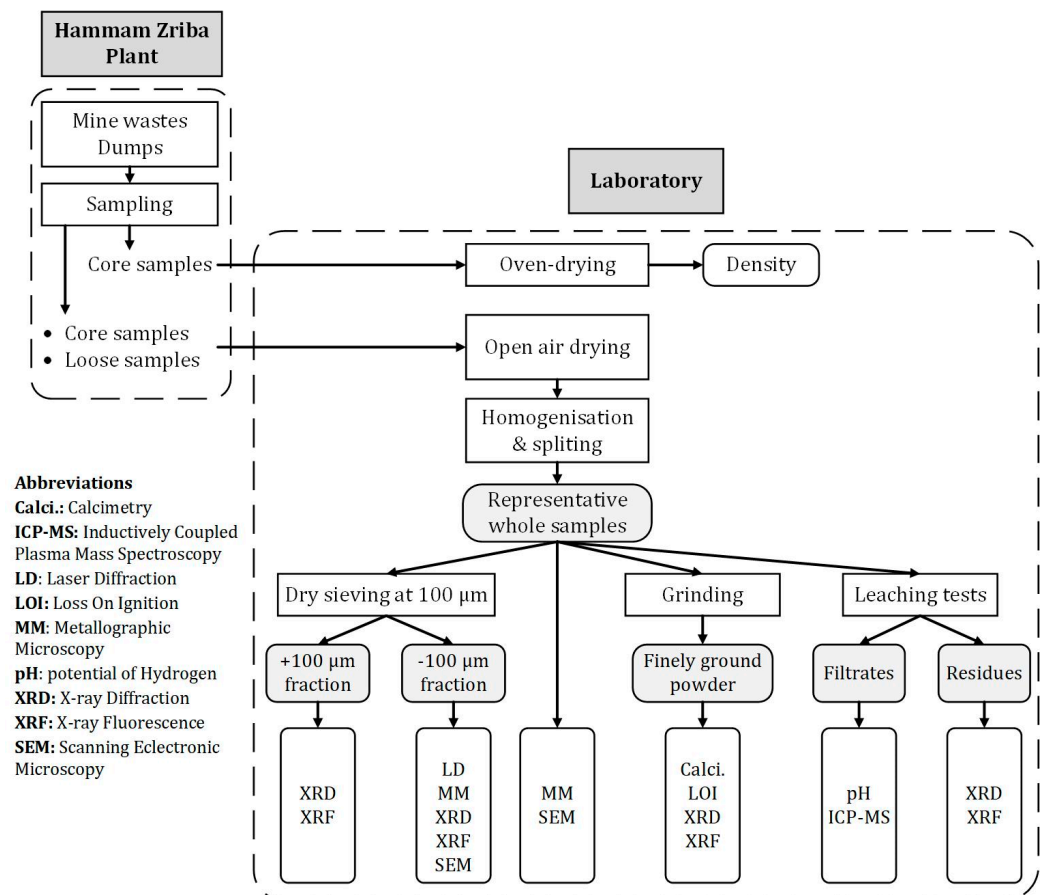 Hammam Zriba
Plant
Mine wastes
Dumps
Sampling
Core samples
• Core samples
• Loose samples
Laboratory
Oven-drying
Density
Open air drying
Homogenisation
& spliting
Representative
whole samples
Dry sieving at 100 µm
Grinding
Leaching tests
+100 µm
fraction
-100 µm
fraction
Finely ground
powder
Filtrates
Residues
XRD
XRF
LD
MM
XRD
XRF
SEM
MM
SEM
Calci.
LOI
XRD
XRF
pH
ICP-MS
XRD
XRF
Abbreviations
Calci.: Calcimetry
ICP-MS: Inductively Coupled
Plasma Mass Spectroscopy
LD: Laser Diffraction
LOI: Loss On Ignition
MM: Metallographic
Microscopy
pH: potential of Hydrogen
XRD: X-ray Diffraction
XRF: X-ray Fluorescence
SEM: Scanning Eclectronic
Microscopy